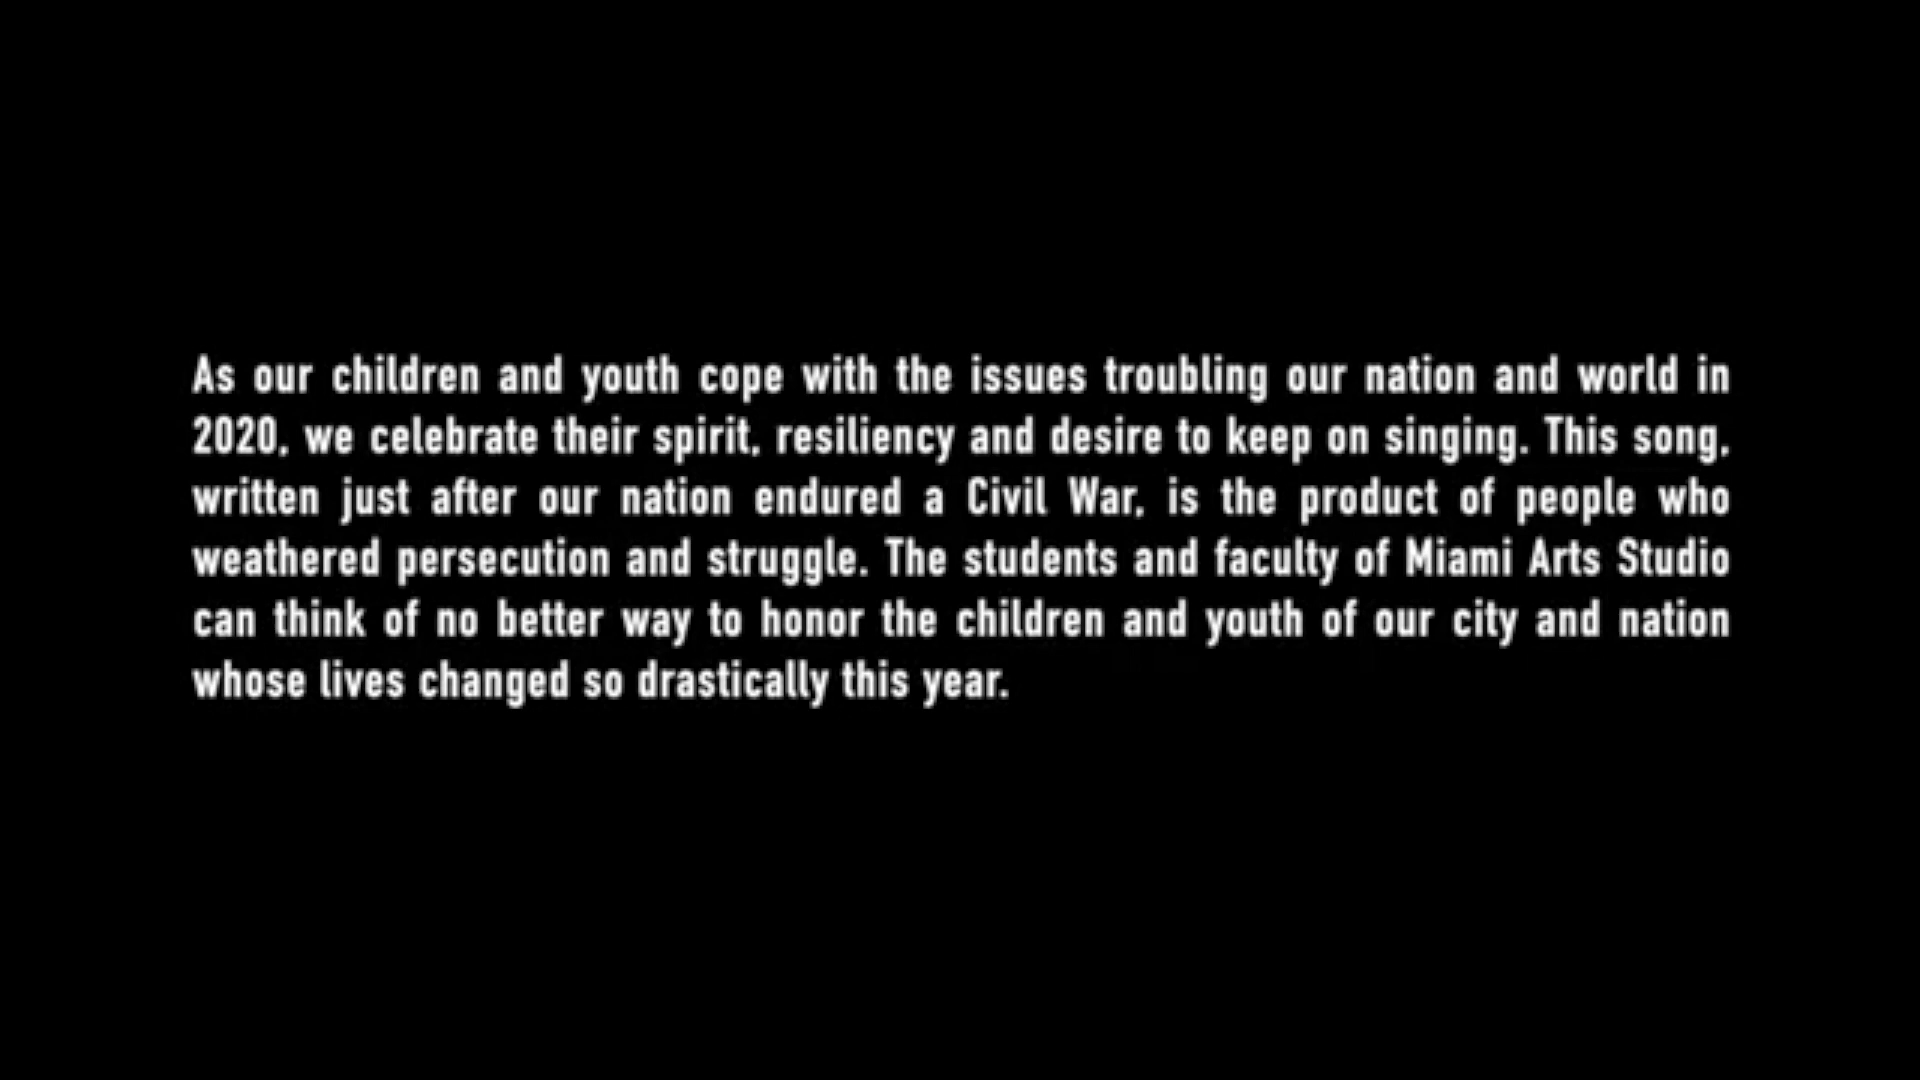 As our children and youth cope with the issues troubling our nation and world in
2020, we celebrate their spirit, resiliency and desire to keep on singing. This song,
written just after our nation endured a Civil War, is the product of people who
weathered persecution and struggle. The students and faculty of Miami Arts Studio
can think of no better way to honor the children and youth of our city and nation
whose lives changed so drastically this year.